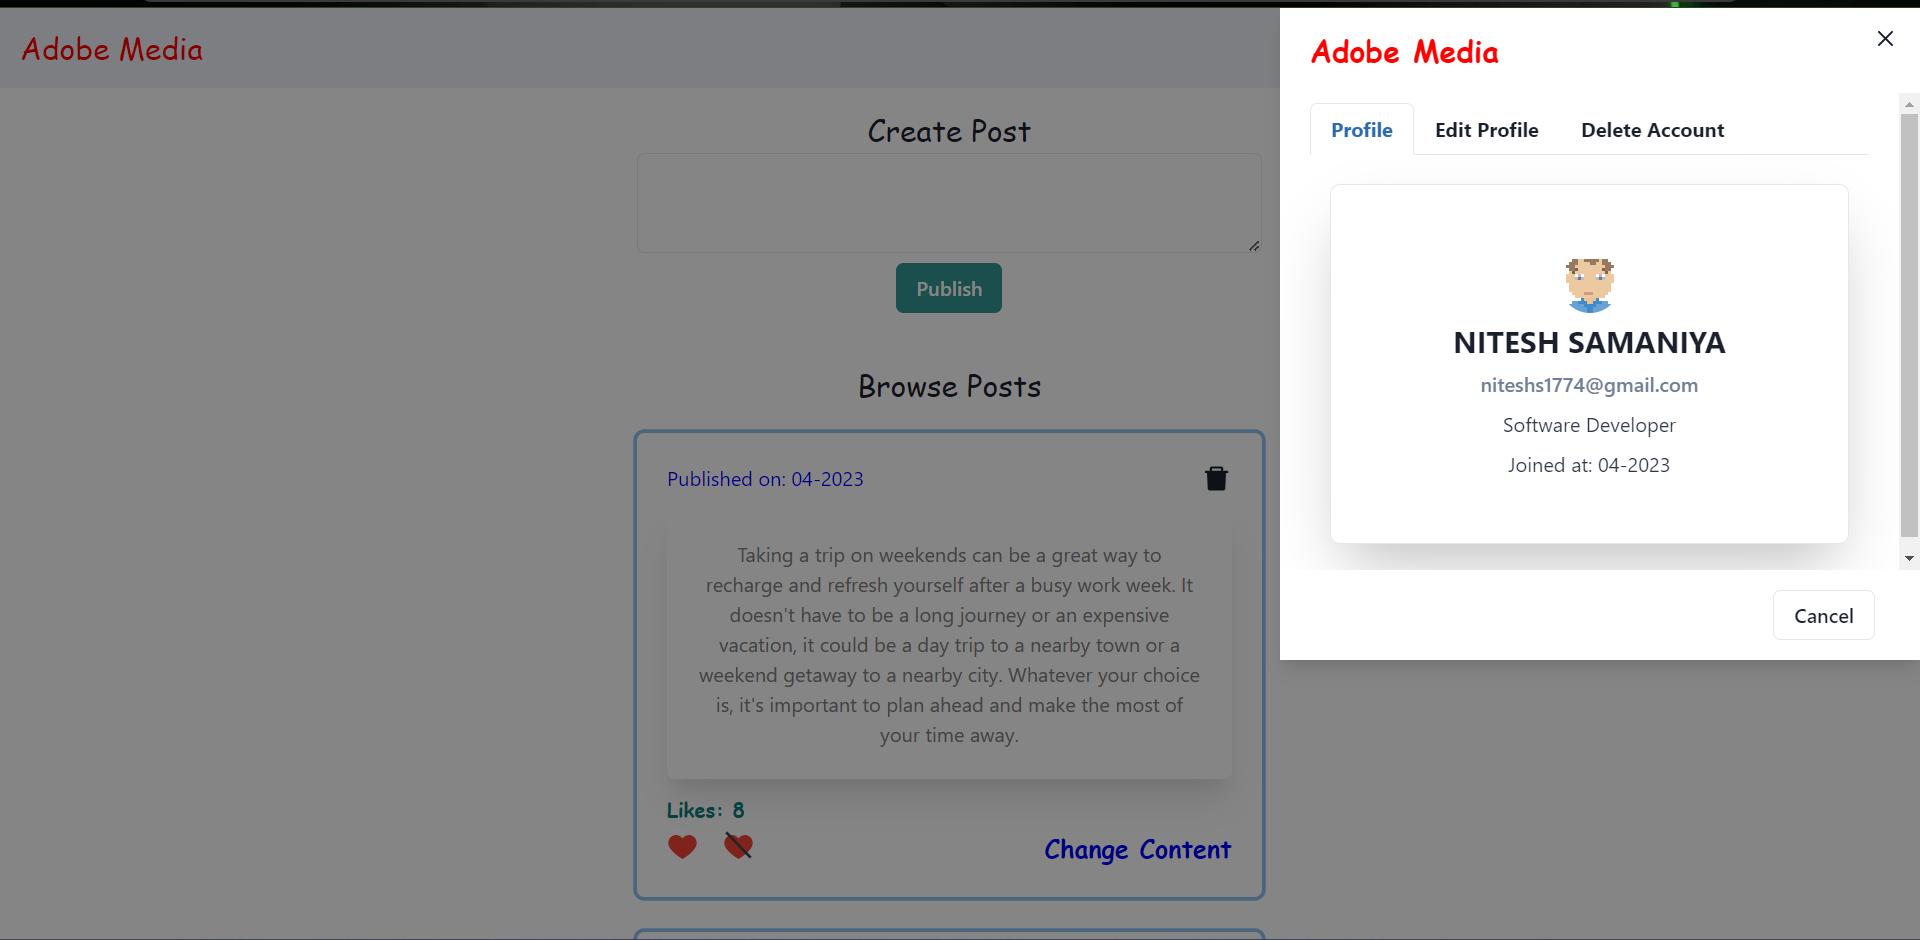 Adobe Media
Create Post
Publish
Browse Posts
Published on: 04-2023
Taking a trip on weekends can be a great way to
recharge and refresh yourself after a busy work week. It
doesn't have to be a long journey or an expensive
vacation, it could be a day trip to a nearby town or a
weekend getaway to a nearby city. Whatever your choice
is, it's important to plan ahead and make the most of
your time away.
Likes: 8
Change Content
Adobe Media
Profile Edit Profile Delete Account
NITESH SAMANIYA
niteshs1774@gmail.com
Software Developer
Joined at: 04-2023
Cancel